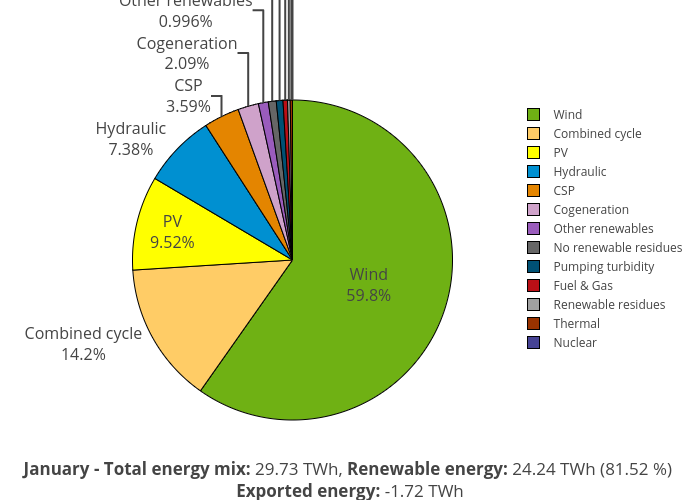 Other renewables
0.996%
Cogeneration
2.09%
CSP
3.59%
Hydraulic
7.38%
PV
9.52%
Wind
59.8%
Combined cycle
14.2%
Wind
Combined cycle
PV
Hydraulic
CSP
Cogeneration
Other renewables
No renewable residues
Pumping turbidity
Fuel & Gas
Renewable residues
Thermal
Nuclear
January - Total energy mix: 29.73 TWh, Renewable energy: 24.24 TWh (81.52 %)
Exported energy: -1.72 TWh